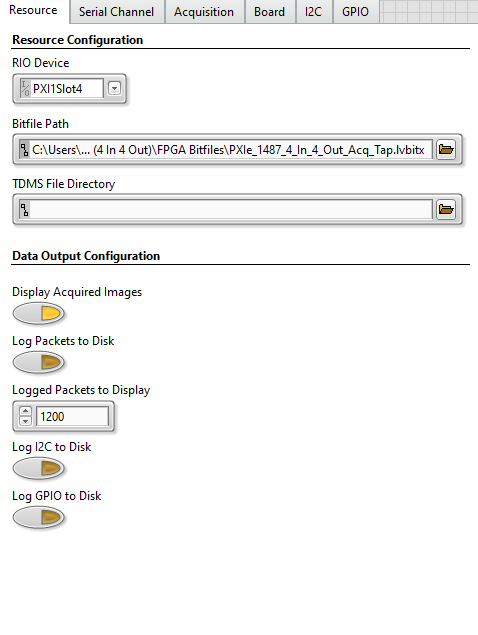 Resource Serial Channel Acquisition Board I2C GPIO
Resource Configuration
RIO Device
I/O PXI1Slot4
Bitfile Path
C:\Users\... (4 In 4 Out)\FPGA Bitfiles\PXIe_1487_4_In_4_Out_Acq_Tap.lvbitx
TDMS File Directory
Data Output Configuration
Display Acquired Images
Log Packets to Disk
Logged Packets to Display
1200
Log I2C to Disk
Log GPIO to Disk